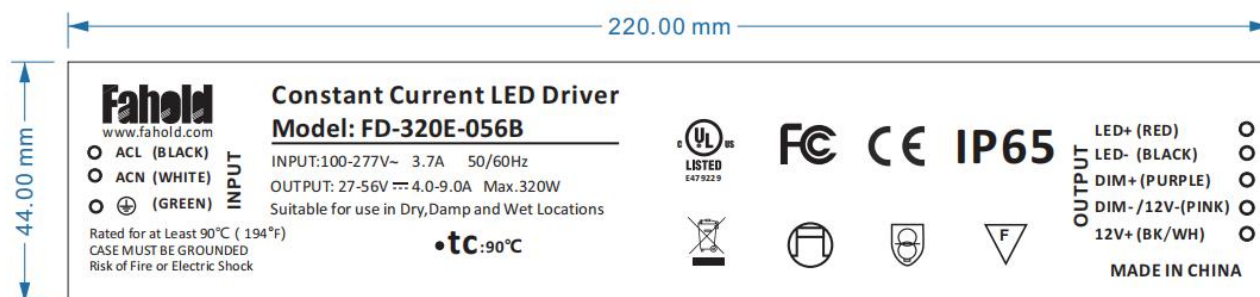 220.00 mm
44.00 mm
Fahold
www.fahold.com
ACL (BLACK)
ACN (WHITE)
(GREEN)
INPUT
Rated for at Least 90℃ ( 194°F)
CASE MUST BE GROUNDED
Risk of Fire or Electric Shock
Constant Current LED Driver
Model: FD-320E-056B
INPUT:100-277V~ 3.7A 50/60Hz
OUTPUT: 27-56V⎓4.0-9.0A Max.320W
Suitable for use in Dry,Damp and Wet Locations
•tc:90℃
c UL us
LISTED
E479229
FC
CE
IP65
F
OUTPUT
LED+ (RED)
LED- (BLACK)
DIM+(PURPLE)
DIM-/12V-(PINK)
12V+(BK/WH)
MADE IN CHINA